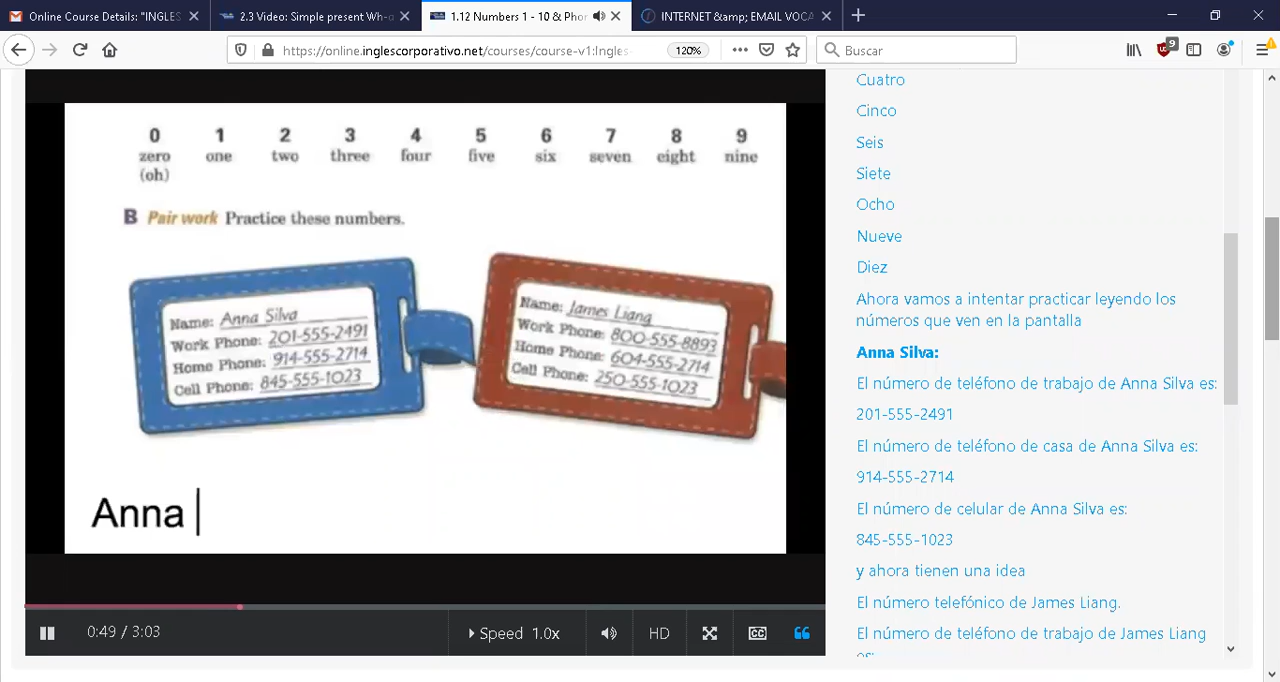 Online Course Details: "INGLES
2.3 Video: Simple present Wh-q
1.12 Numbers 1 - 10 & Phor
INTERNET &amp; EMAIL VOCA
https://online.inglescorporativo.net/courses/course-v1:Ingles
120%
Buscar
9
0 1 2 3 4 5 6 7 8 9
zero one two three four five six seven eight nine
(oh)
B Pair work Practice these numbers.
Name: Anna Silva
Work Phone: 201-555-2491
Home Phone: 914-555-2714
Cell Phone: 845-555-1023
Name: James Liang
Work Phone: 800-555-8893
Home Phone: 604-555-2714
Cell Phone: 250-555-1023
Anna
0:49 / 3:03
Speed 1.0x
HD
CC
Cuatro
Cinco
Seis
Siete
Ocho
Nueve
Diez
Ahora vamos a intentar practicar leyendo los
números que ven en la pantalla
Anna Silva:
El número de teléfono de trabajo de Anna Silva es:
201-555-2491
El número de teléfono de casa de Anna Silva es:
914-555-2714
El número de celular de Anna Silva es:
845-555-1023
y ahora tienen una idea
El número telefónico de James Liang.
El número de teléfono de trabajo de James Liang
es: